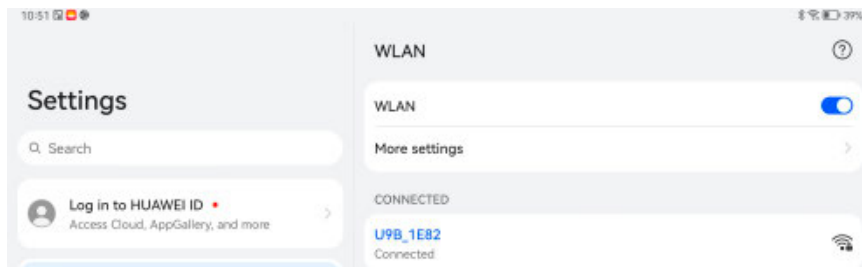 10:51
39%
WLAN
Settings
WLAN
Search
More settings
Log in to HUAWEI ID
Access Cloud, AppGallery, and more
CONNECTED
U9B_1E82
Connected